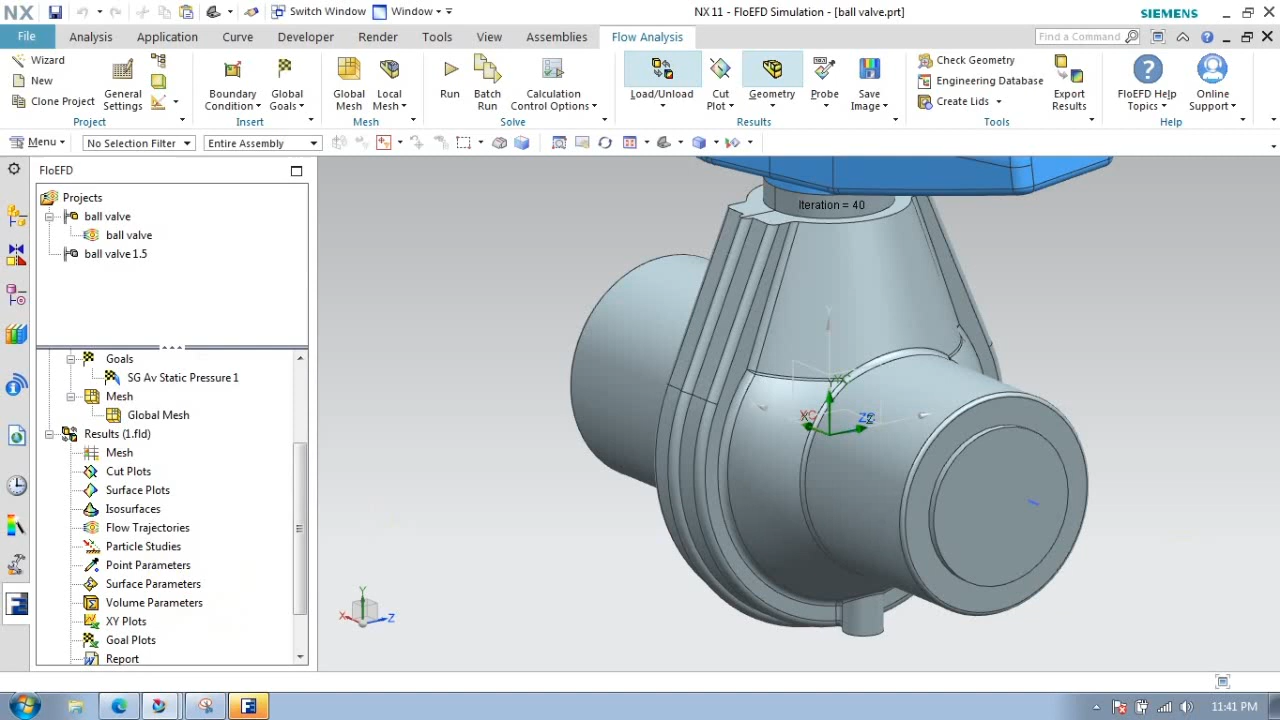 NX
Switch Window
Window
NX 11 - FloEFD Simulation - [ball valve.prt]
SIEMENS
File
Analysis
Application
Curve
Developer
Render
Tools
View
Assemblies
Flow Analysis
Find a Command
Wizard
New
Clone Project
General Settings
Project
Boundary Condition
Global Goals
Insert
Global Mesh
Local Mesh
Mesh
Run
Batch Run
Calculation Control Options
Solve
Load/Unload
Cut Plot
Geometry
Probe
Save Image
Results
Check Geometry
Engineering Database
Create Lids
Export Results
Tools
FloEFD Help Topics
Online Support
Help
Menu
No Selection Filter
Entire Assembly
FloEFD
Projects
ball valve
ball valve
ball valve 1.5
Goals
SG Av Static Pressure 1
Mesh
Global Mesh
Results (1.fld)
Mesh
Cut Plots
Surface Plots
Isosurfaces
Flow Trajectories
Particle Studies
Point Parameters
Surface Parameters
Volume Parameters
XY Plots
Goal Plots
Report
Iteration = 40
XC
Y
X
Z
11:41 PM